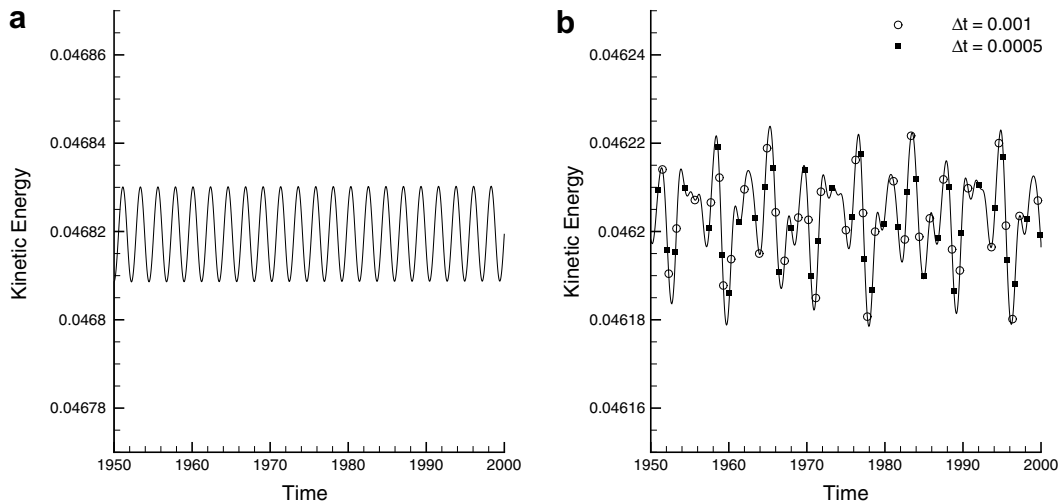 a
0.04686
0.04684
0.04682
0.0468
0.04678
Kinetic Energy
1950 1960 1970 1980 1990 2000
Time
b
Δt = 0.001
Δt = 0.0005
0.04624
0.04622
0.0462
0.04618
0.04616
Kinetic Energy
1950 1960 1970 1980 1990 2000
Time